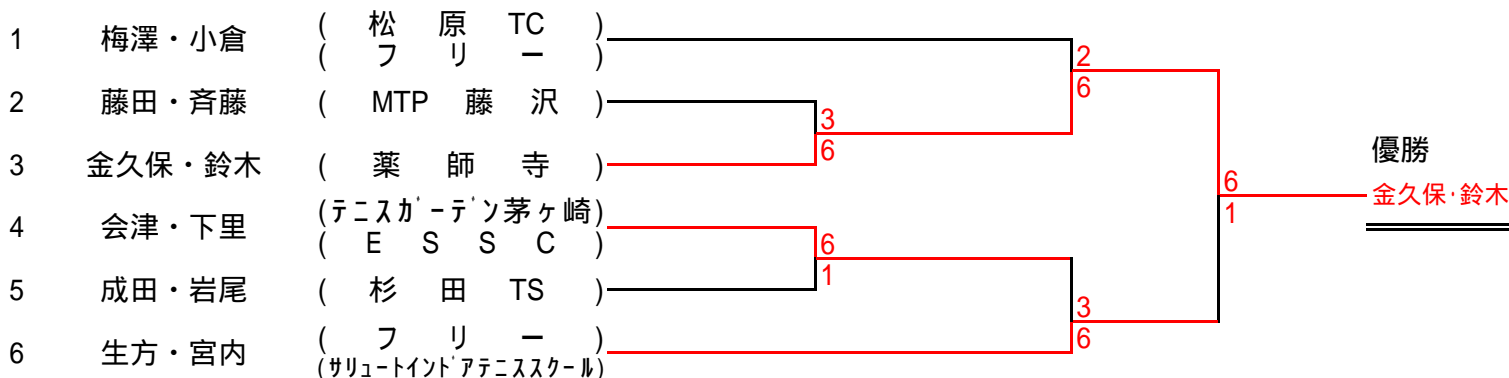 1 梅澤・小倉 ( 松 原 TC )
( フ リ ー )
2
6
2 藤田・斉藤 ( MTP 藤 沢 )
3
6
優勝
3 金久保・鈴木 ( 薬 師 寺 )
6
1
金久保・鈴木
4 会津・下里 (テニスガーデン茅ヶ崎)
( E S S C )
6
1
5 成田・岩尾 ( 杉 田 TS )
3
6
6 生方・宮内 ( フ リ ー )
(サリュートインドアテニススクール)